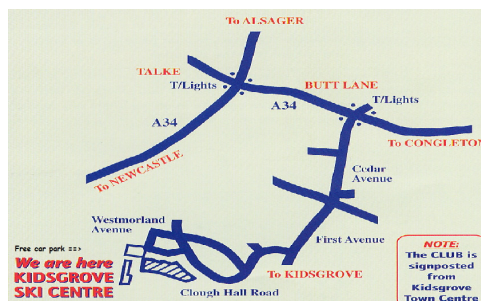 To ALSAGER
TALKE
T/Lights
BUTT LANE
A34
T/Lights
A34
To CONGLETON
To NEWCASTLE
Cedar
Avenue
Westmorland
Avenue
First Avenue
Free car park ==>
We are here
KIDSGROVE
SKI CENTRE
To KIDSGROVE
Clough Hall Road
NOTE:
The CLUB is
signposted
from
Kidsgrove
Town Centre